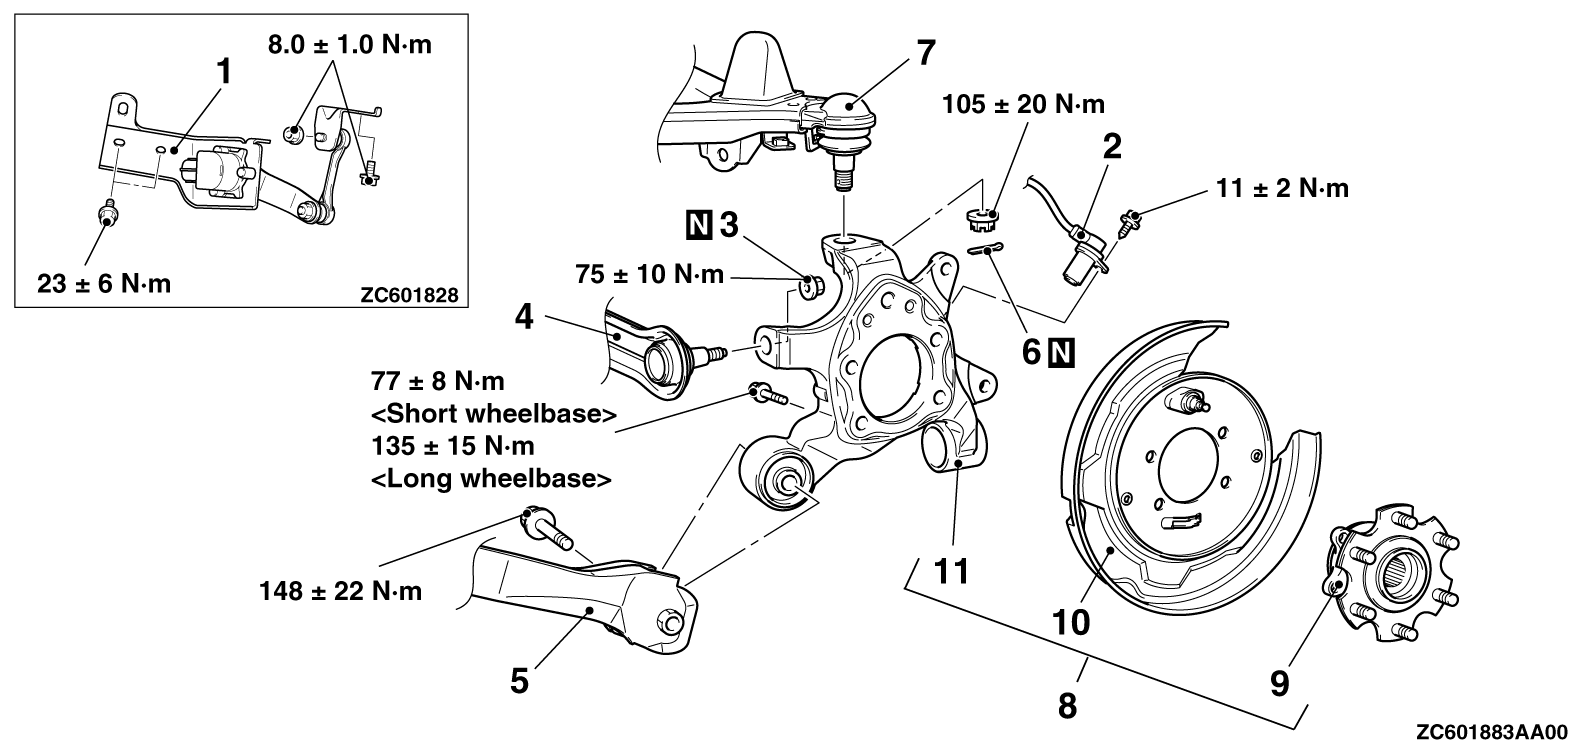 8.0 ± 1.0 N·m
1
23 ± 6 N·m
ZC601828
7
105 ± 20 N·m
2
11 ± 2 N·m
N 3
75 ± 10 N·m
4
6 N
77 ± 8 N·m
<Short wheelbase>
135 ± 15 N·m
<Long wheelbase>
148 ± 22 N·m
5
11
10
9
8
ZC601883AA00